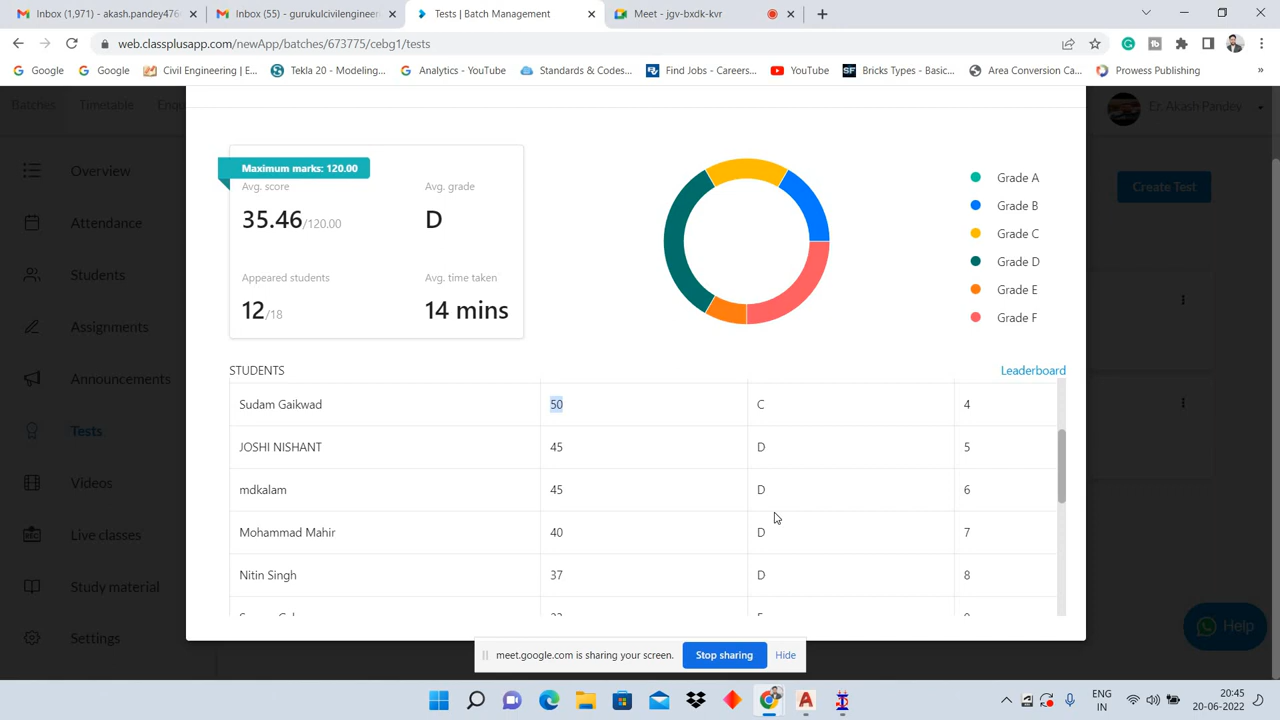 Inbox (1,971) - akash.pandey476
Inbox (55) - gurukulcivilengineer
Tests | Batch Management
Meet - jgv-bxdk-kvr
web.classplusapp.com/newApp/batches/673775/cebg1/tests
Google
Google
Civil Engineering | E...
Tekla 20 - Modeling...
Analytics - YouTube
Standards & Codes...
Find Jobs - Careers...
YouTube
Bricks Types - Basic...
Area Conversion Ca...
Prowess Publishing
»
Batches
Timetable
Enq
Er. Akash Pandey
Overview
Attendance
Students
Assignments
Announcements
Tests
Videos
Live classes
Study material
Settings
Create Test
Maximum marks: 120.00
Avg. score
Avg. grade
35.46/120.00
D
Appeared students
Avg. time taken
12/18
14 mins
Grade A
Grade B
Grade C
Grade D
Grade E
Grade F
STUDENTS
Leaderboard
Sudam Gaikwad 50 C 4
JOSHI NISHANT 45 D 5
mdkalam 45 D 6
Mohammad Mahir 40 D 7
Nitin Singh 37 D 8
Help
meet.google.com is sharing your screen.
Stop sharing
Hide
ENG
IN
20:45
20-06-2022